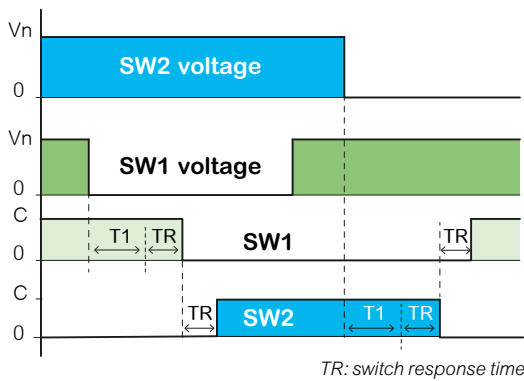 Vn
SW2 voltage
0
Vn
SW1 voltage
0
C
T1 TR SW1 TR
0
C
TR SW2 T1 TR
0
TR: switch response time